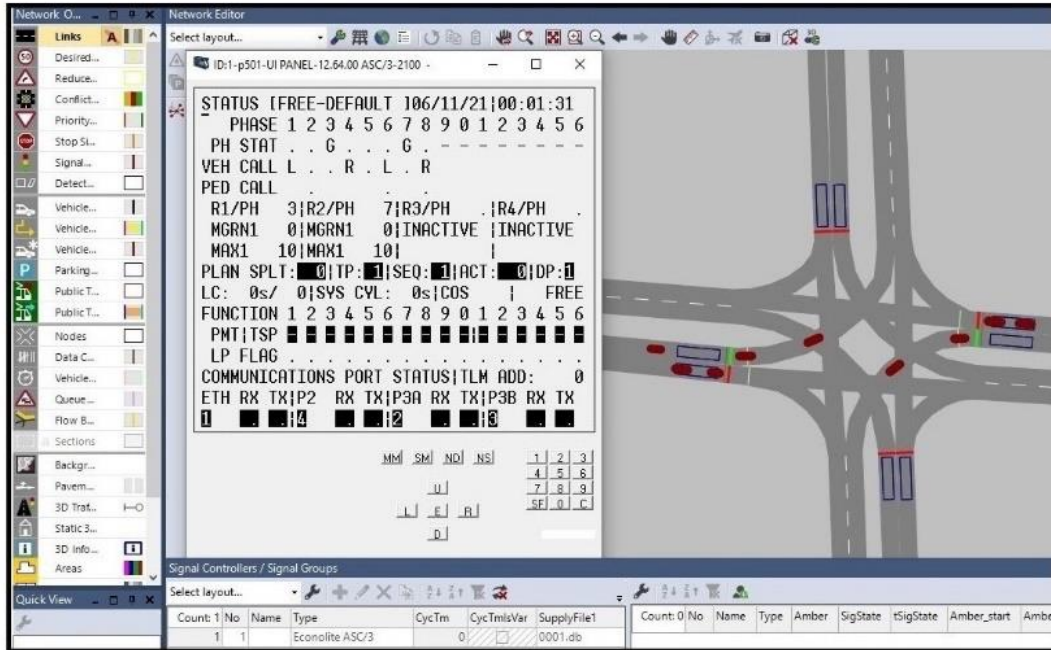 Network O...
Network Editor
Links
Desired...
Reduce...
Conflict...
Priority...
Stop Si...
Signal...
Detect...
Vehicle...
Vehicle...
Vehicle...
Parking...
Public T...
Public T...
Nodes
Data C...
Vehicle...
Queue ...
Flow B...
Sections
Backgr...
Pavem...
3D Traf...
Static 3...
3D Info...
Areas
Quick View
Select layout...
ID:1-p501-UI PANEL-12.64.00 ASC/3-2100 -
STATUS [FREE-DEFAULT ]06/11/21|00:01:31
PHASE 1 2 3 4 5 6 7 8 9 0 1 2 3 4 5 6
PH STAT . . G . . . G . - - - - - - - -
VEH CALL L . . R . L . R
PED CALL . . .
R1/PH 3|R2/PH 7|R3/PH .|R4/PH .
MGRN1 0|MGRN1 0|INACTIVE |INACTIVE
MAX1 10|MAX1 10| |
PLAN SPLT: 0|TP: 1|SEQ: 1|ACT: 0|DP:1
LC: 0s/ 0|SYS CYL: 0s|COS | FREE
FUNCTION 1 2 3 4 5 6 7 8 9 0 1 2 3 4 5 6
PMT|TSP - - - - - - - - - -|- - - - - -
LP FLAG . . . . . . . . . . . . . . . .
COMMUNICATIONS PORT STATUS|TLM ADD: 0
ETH RX TX|P2 RX TX|P3A RX TX|P3B RX TX
1 . .|4 . .|2 . .|3 . .
MM SM ND NS 1 2 3
4 5 6
U 7 8 9
L E R SF 0 C
D
Signal Controllers / Signal Groups
Select layout...
Count: 1 No Name Type CycTm CycTmIsVar SupplyFile1
1 1 Econolite ASC/3 0 0001.db
Count: 0 No Name Type Amber SigState tSigState Amber_start Ambe